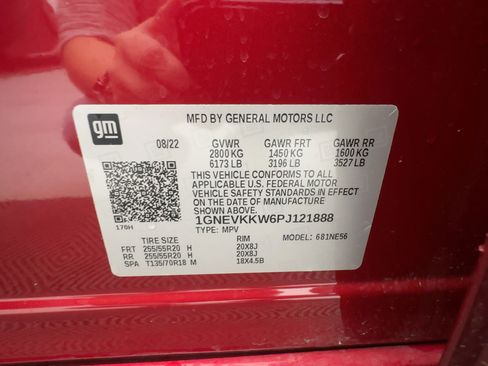 gm
MFD BY GENERAL MOTORS LLC
08/22 GVWR GAWR FRT GAWR RR
2800 KG 1450 KG 1600 KG
6173 LB 3196 LB 3527 LB
THIS VEHICLE CONFORMS TO ALL
APPLICABLE U.S. FEDERAL MOTOR
VEHICLE SAFETY STANDARDS IN EFFECT
ON THE DATE OF MANUFACTURE
SHOWN ABOVE.
170H 1GNEVKKW6PJ121888
TYPE: MPV MODEL: 681NE56
TIRE SIZE RIM
FRT 255/55R20 H 20X8J
RR 255/55R20 H 20X8J
SPA T135/70R18 M 18X4.5B